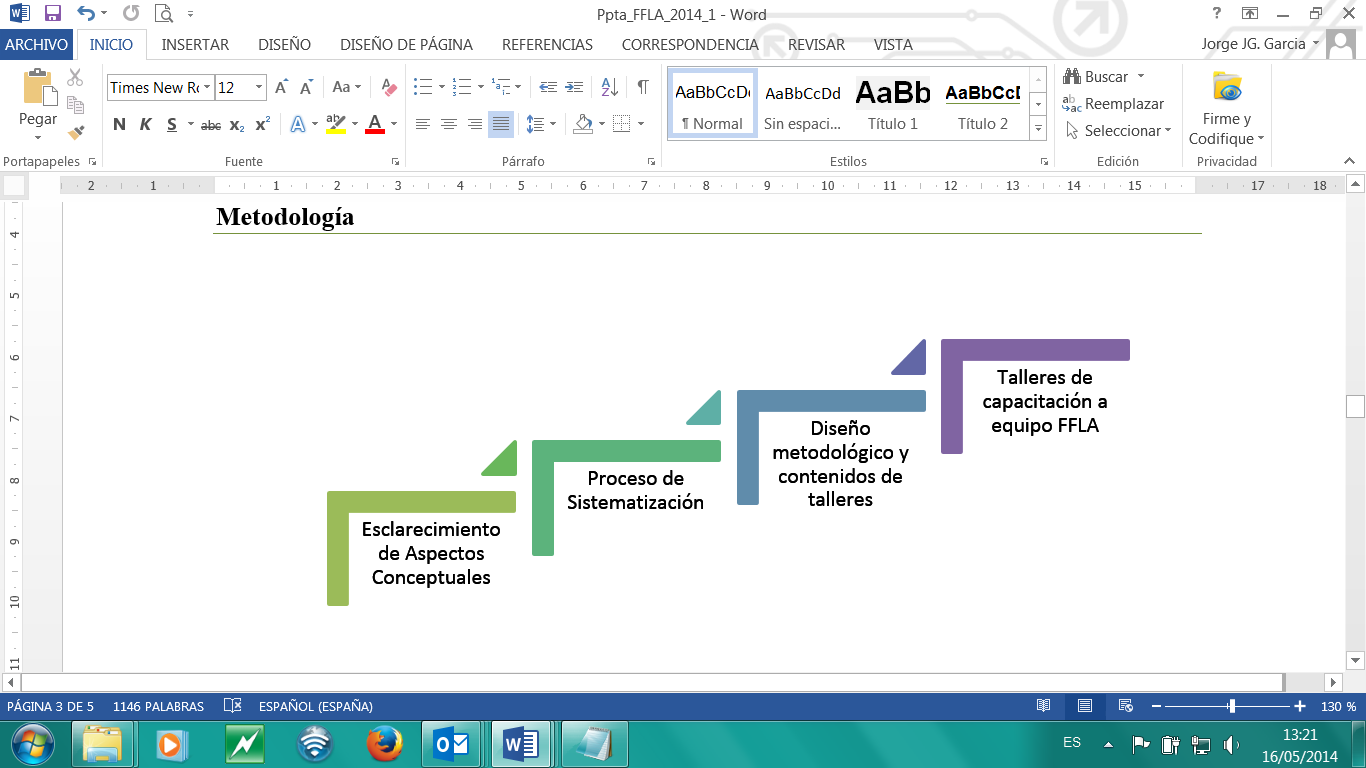 Ppta_FFLA_2014_1 - Word
?
ARCHIVO INICIO INSERTAR DISEÑO DISEÑO DE PÁGINA REFERENCIAS CORRESPONDENCIA REVISAR VISTA Jorge JG. Garcia
Pegar
Portapapeles
Times New Ro 12 A A Aa A
N K S abc x2 x2 A ab A
Fuente
A Z ¶
Párrafo
AaBbCcDd AaBbCcDd AaBb AaBbCcD
¶ Normal Sin espaci... Título 1 Título 2
Estilos
Buscar
ab ac Reemplazar
Seleccionar
Edición
Firme y
Codifique
Privacidad
2 1 1 2 3 4 5 6 7 8 9 10 11 12 13 14 15 17 18
4
5
6
7
8
9
10
11
Metodología
Esclarecimiento
de Aspectos
Conceptuales
Proceso de
Sistematización
Diseño
metodológico y
contenidos de
talleres
Talleres de
capacitación a
equipo FFLA
PÁGINA 3 DE 5 1146 PALABRAS ESPAÑOL (ESPAÑA) 130 %
ES
13:21
16/05/2014